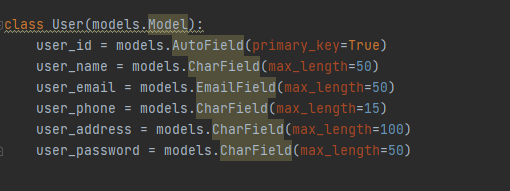 class User(models.Model):
    user_id = models.AutoField(primary_key=True)
    user_name = models.CharField(max_length=50)
    user_email = models.EmailField(max_length=50)
    user_phone = models.CharField(max_length=15)
    user_address = models.CharField(max_length=100)
    user_password = models.CharField(max_length=50)